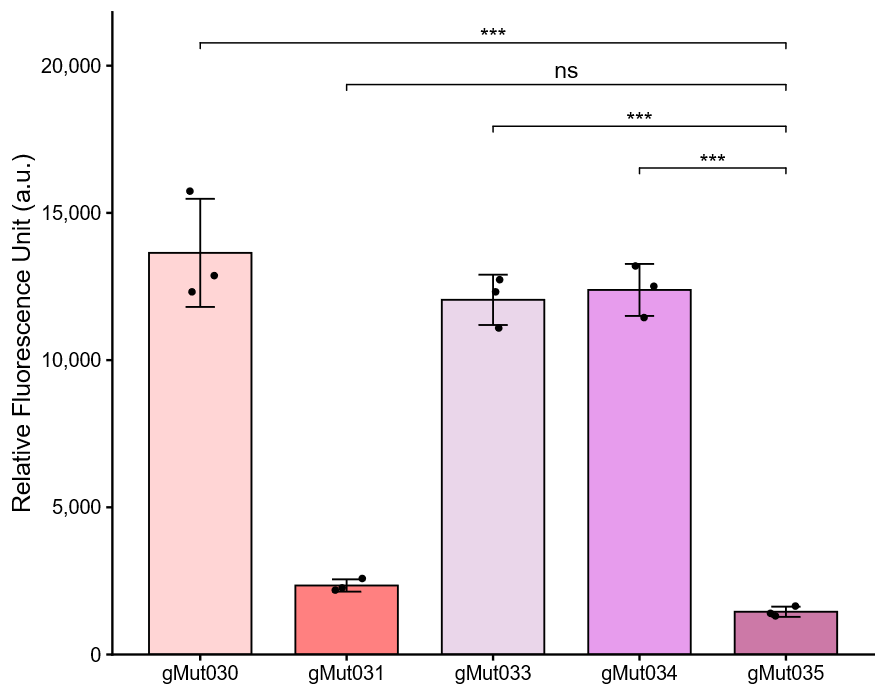 ***
ns
***
***
Relative Fluorescence Unit (a.u.)
20,000
15,000
10,000
5,000
0
gMut030 gMut031 gMut033 gMut034 gMut035